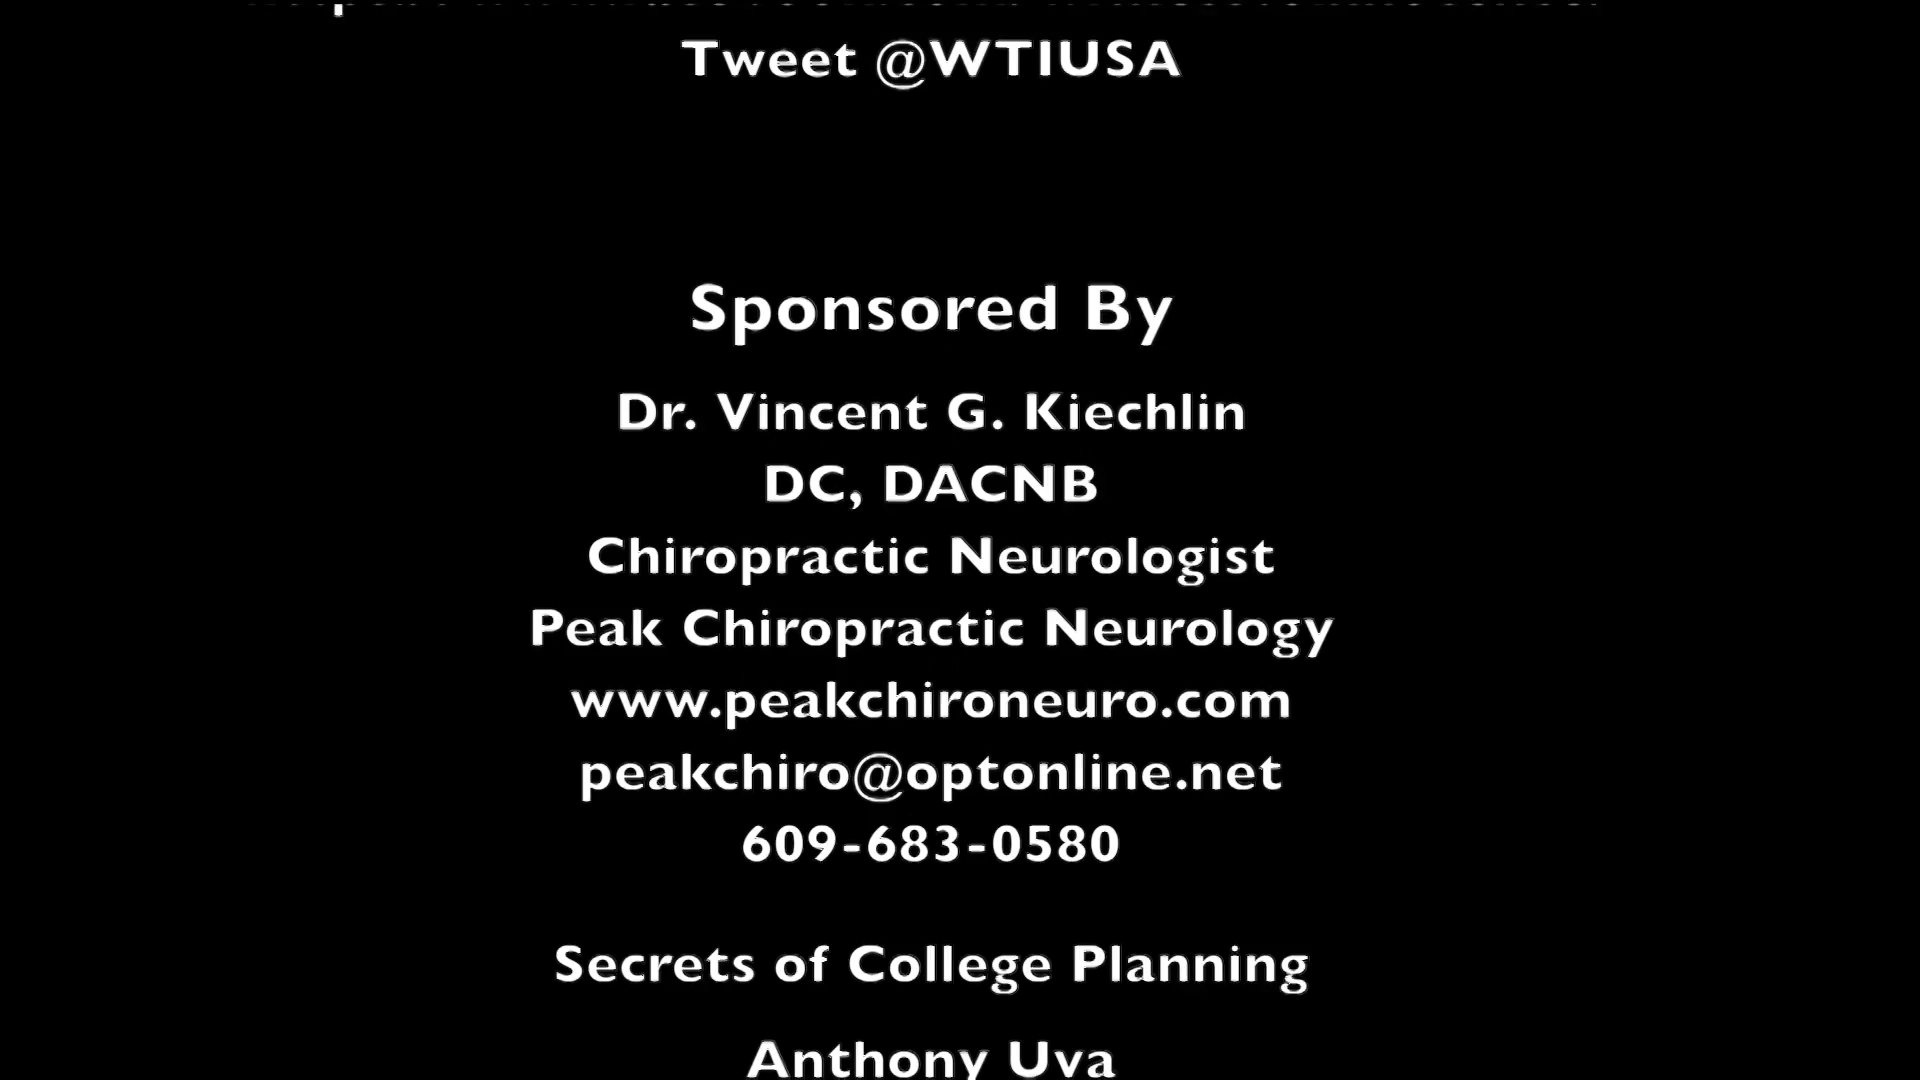 Tweet @WTIUSA
Sponsored By
Dr. Vincent G. Kiechlin
DC, DACNB
Chiropractic Neurologist
Peak Chiropractic Neurology
www.peakchironeuro.com
peakchiro@optonline.net
609-683-0580
Secrets of College Planning
Anthony Uva